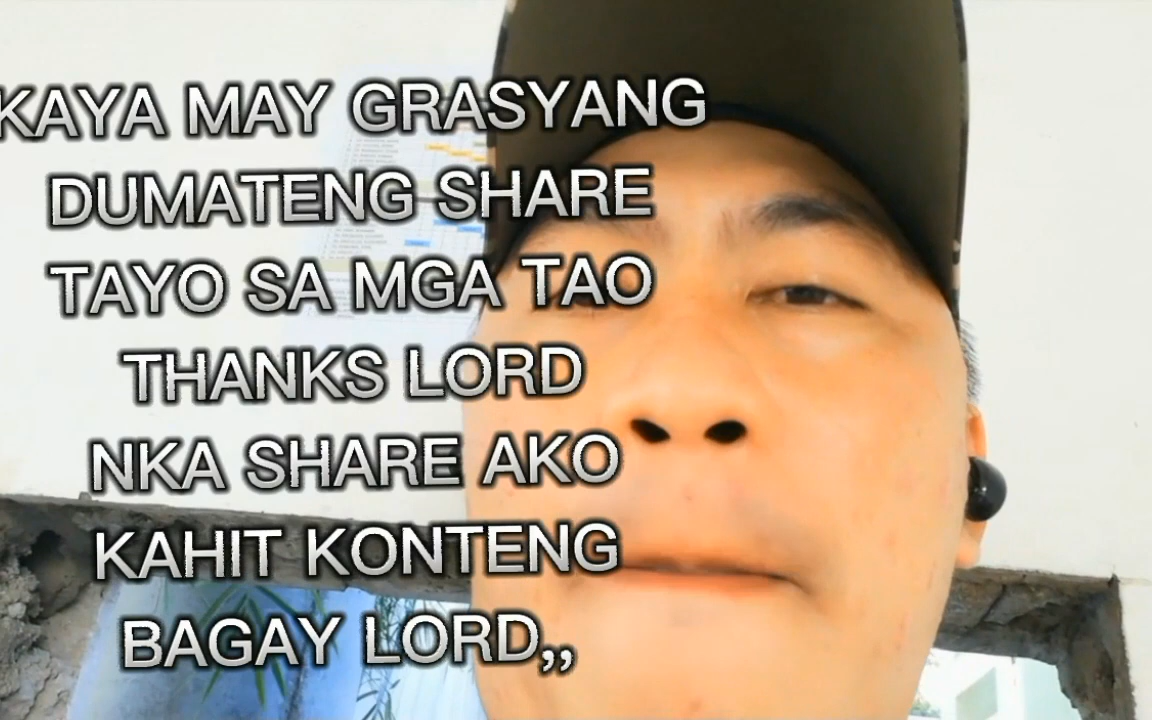 KAYA MAY GRASYANG
DUMATENG SHARE
TAYO SA MGA TAO
THANKS LORD
NKA SHARE AKO
KAHIT KONTENG
BAGAY LORD,,